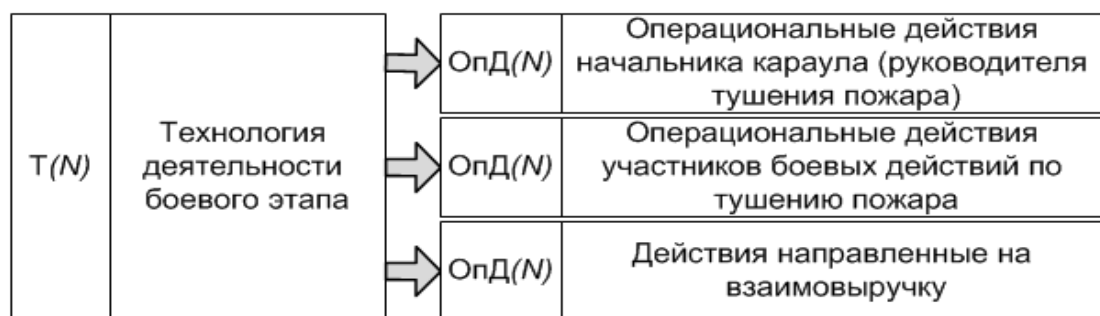 Т(N)
Технология
деятельности
боевого этапа
ОпД(N)
Операциональные действия
начальника караула (руководителя
тушения пожара)
ОпД(N)
Операциональные действия
участников боевых действий по
тушению пожара
ОпД(N)
Действия направленные на
взаимовыручку